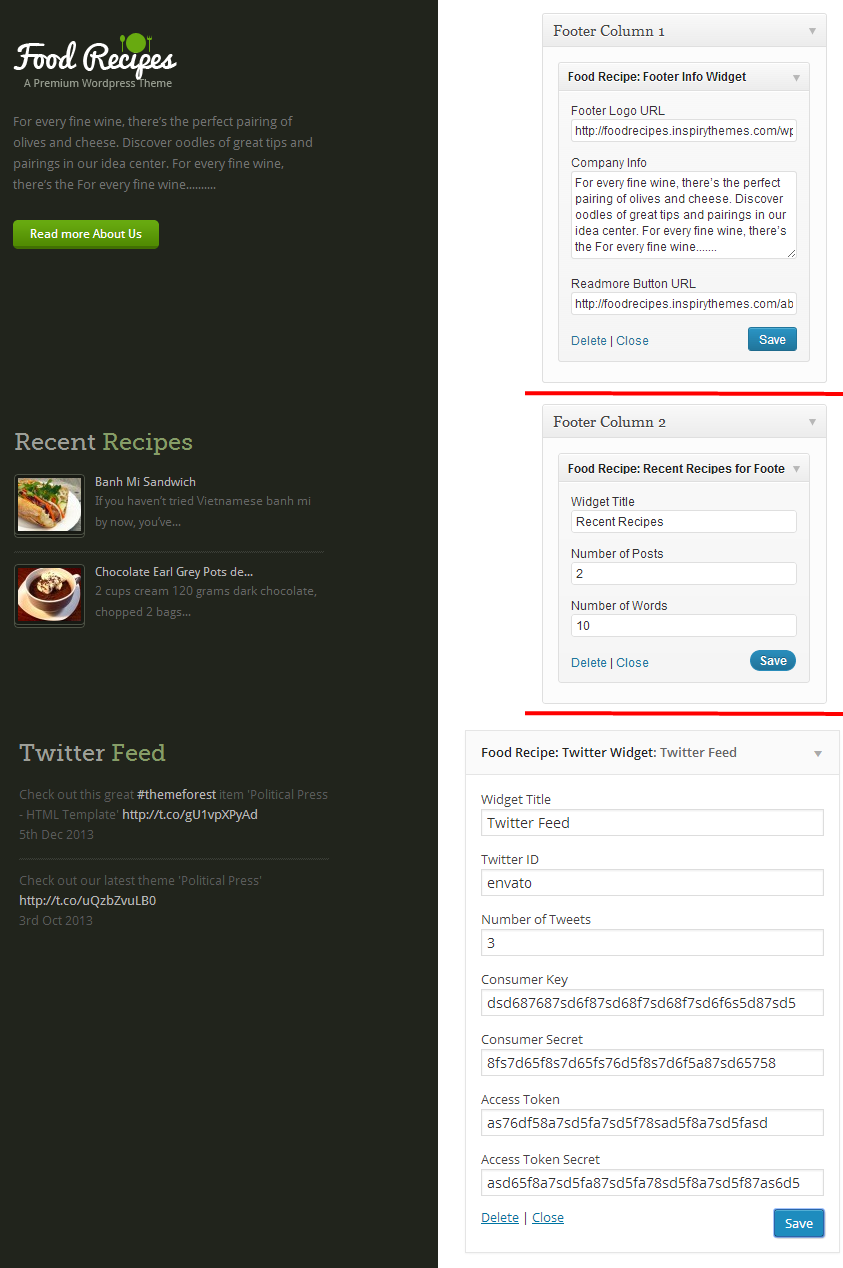 Food Recipes
A Premium Wordpress Theme
For every fine wine, there's the perfect pairing of
olives and cheese. Discover oodles of great tips and
pairings in our idea center. For every fine wine,
there's the For every fine wine..........
Read more About Us
Footer Column 1
Food Recipe: Footer Info Widget
Footer Logo URL
http://foodrecipes.inspirythemes.com/wp
Company Info
For every fine wine, there's the perfect
pairing of olives and cheese. Discover
oodles of great tips and pairings in our
idea center. For every fine wine, there's
the For every fine wine.......
Readmore Button URL
http://foodrecipes.inspirythemes.com/ab
Delete | Close
Save
Recent Recipes
Banh Mi Sandwich
If you haven't tried Vietnamese banh mi
by now, you've...
Chocolate Earl Grey Pots de...
2 cups cream 120 grams dark chocolate,
chopped 2 bags...
Footer Column 2
Food Recipe: Recent Recipes for Foote
Widget Title
Recent Recipes
Number of Posts
2
Number of Words
10
Delete | Close
Save
Twitter Feed
Check out this great #themeforest item 'Political Press
- HTML Template' http://t.co/gU1vpXPyAd
5th Dec 2013
Check out our latest theme 'Political Press'
http://t.co/uQzbZvuLB0
3rd Oct 2013
Food Recipe: Twitter Widget: Twitter Feed
Widget Title
Twitter Feed
Twitter ID
envato
Number of Tweets
3
Consumer Key
dsd687687sd6f87sd68f7sd68f7sd6f6s5d87sd5
Consumer Secret
8fs7d65f8s7d65fs76d5f8s7d6f5a87sd65758
Access Token
as76df58a7sd5fa7sd5f78sad5f8a7sd5fasd
Access Token Secret
asd65f8a7sd5fa87sd5fa78sd5f8a7sd5f87as6d5
Delete | Close
Save